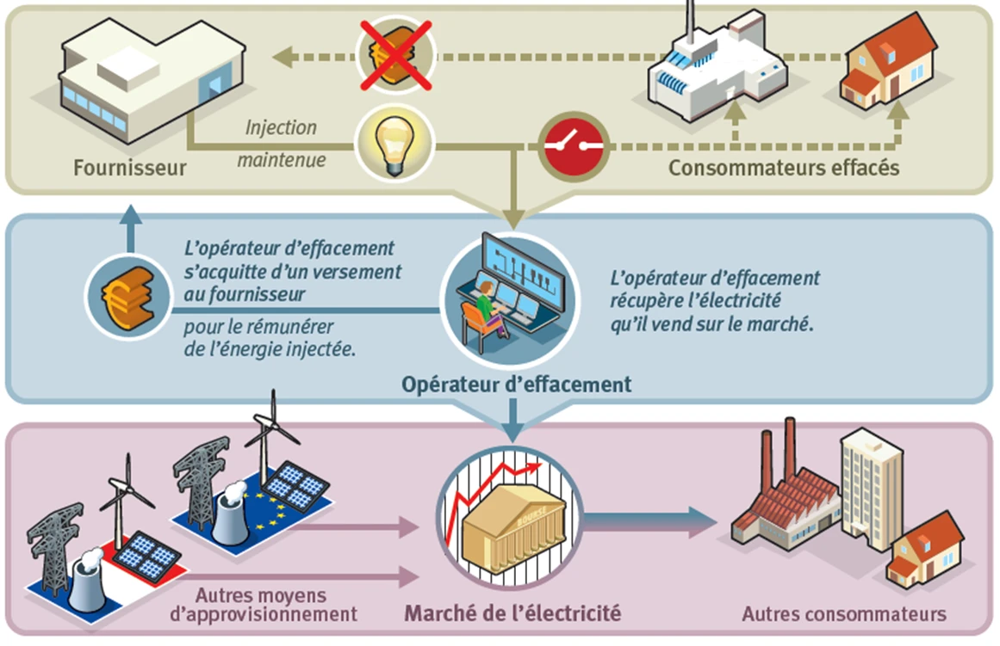 Injection
maintenue
Fournisseur
Consommateurs effacés
L'opérateur d'effacement
s'acquitte d'un versement
au fournisseur
pour le rémunérer
de l'énergie injectée.
L'opérateur d'effacement
récupère l'électricité
qu'il vend sur le marché.
Opérateur d'effacement
BOURSE
Autres moyens
d'approvisionnement
Marché de l'électricité
Autres consommateurs